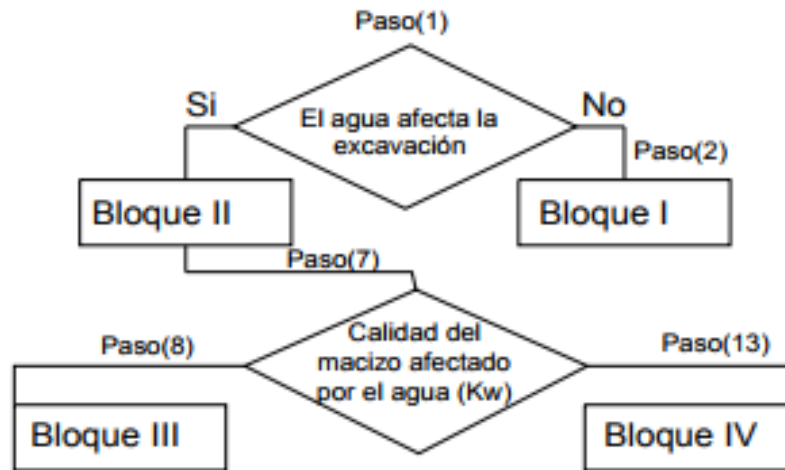 Paso(1)
Si
No
El agua afecta la
excavación
Paso(2)
Bloque II
Bloque I
Paso(7)
Calidad del
macizo afectado
por el agua (Kw)
Paso(8)
Paso(13)
Bloque III
Bloque IV